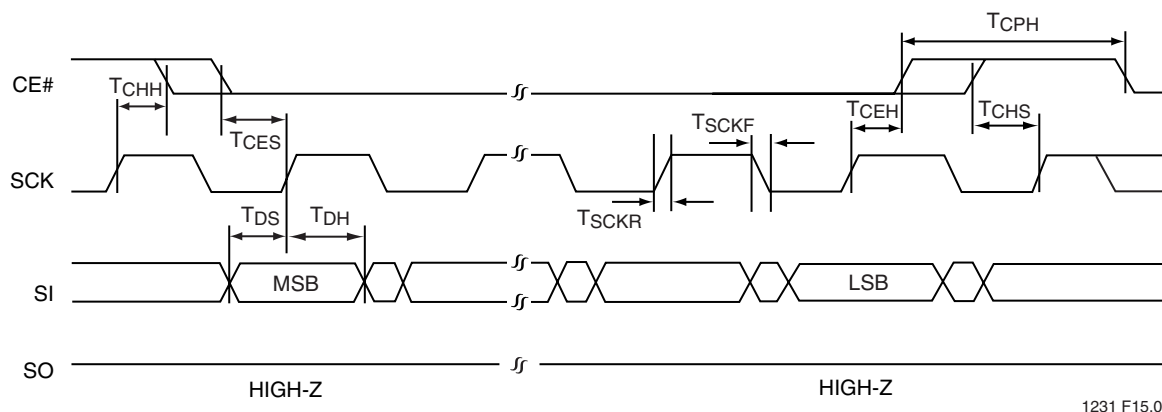 TCPH
CE#
TCHH
TCES
TSCKF
TCEH
TCHS
SCK
TDS
TDH
TSCKR
SI
MSB
LSB
SO
HIGH-Z
HIGH-Z
1231 F15.0